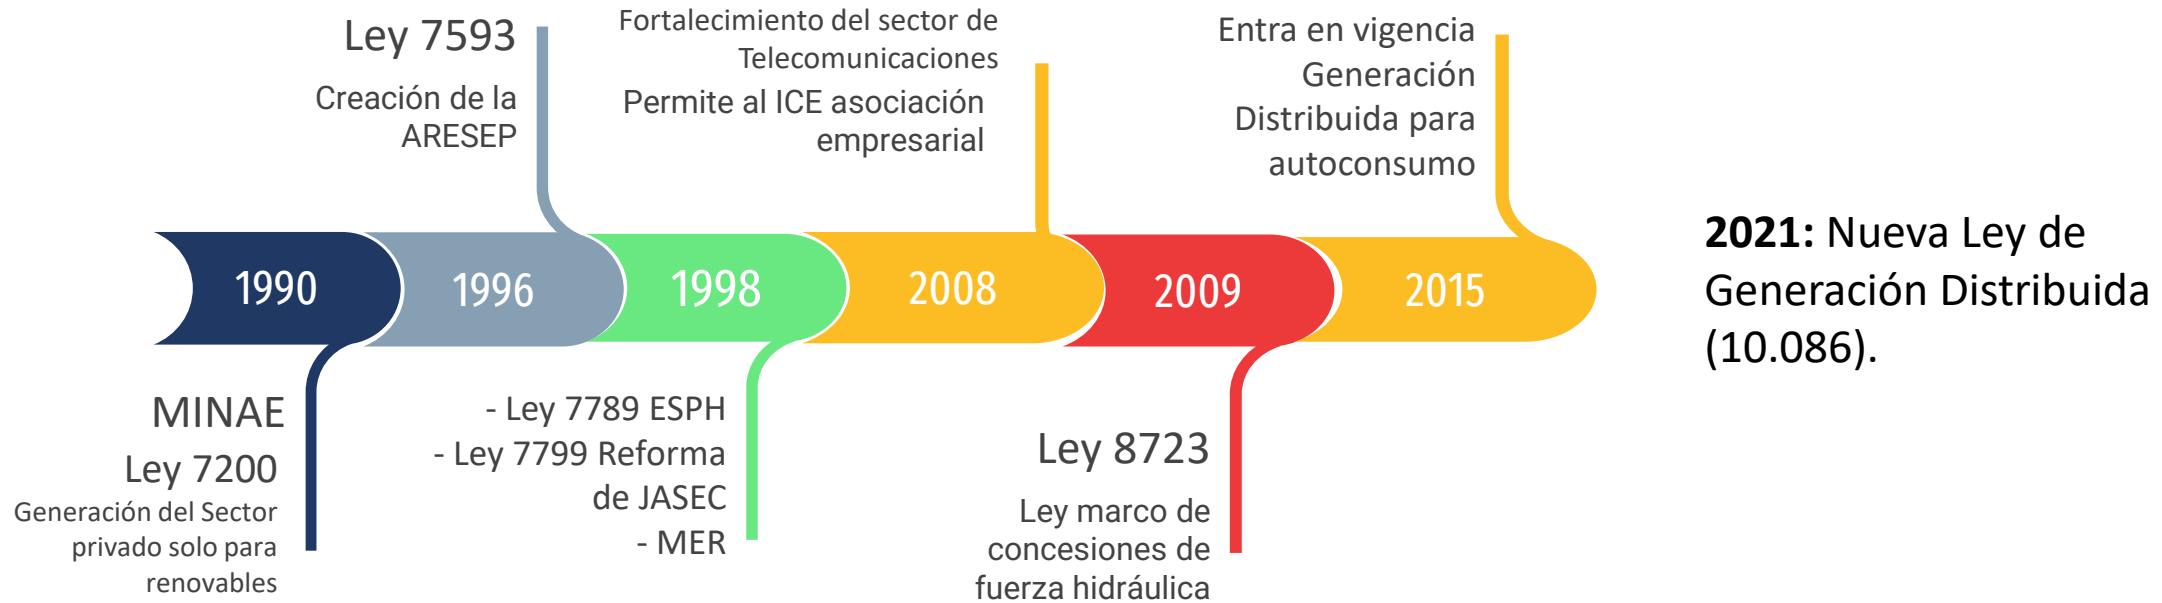 Ley 7593
Creación de la
ARESEP
Fortalecimiento del sector de
Telecomunicaciones
Permite al ICE asociación
empresarial
Entra en vigencia
Generación
Distribuida para
autoconsumo
1990
1996
1998
2008
2009
2015
2021: Nueva Ley de
Generación Distribuida
(10.086).
MINAE
Ley 7200
Generación del Sector
privado solo para
renovables
- Ley 7789 ESPH
- Ley 7799 Reforma
de JASEC
- MER
Ley 8723
Ley marco de
concesiones de
fuerza hidráulica